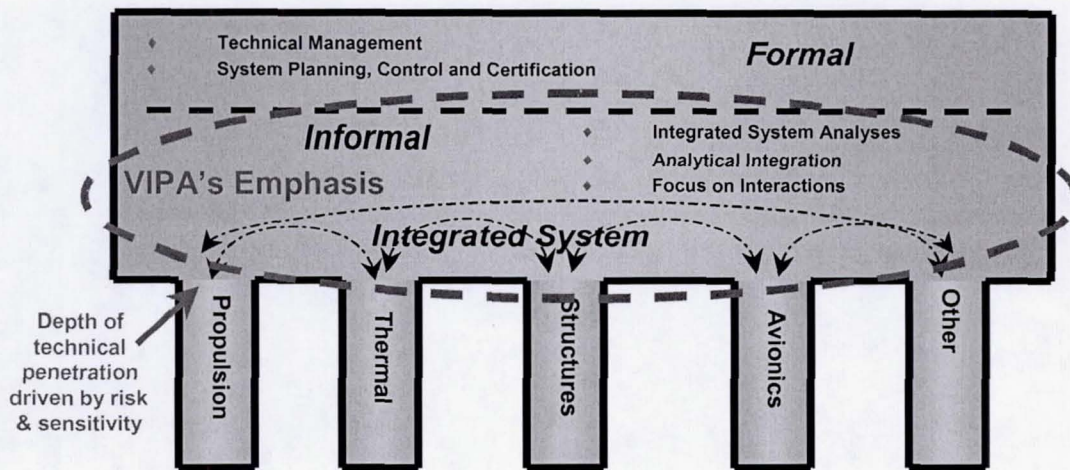 Technical Management
System Planning, Control and Certification
Formal
Informal
Integrated System Analyses
Analytical Integration
Focus on Interactions
VIPA's Emphasis
Integrated System
Depth of
technical
penetration
driven by risk
& sensitivity
Propulsion
Thermal
Structures
Avionics
Other